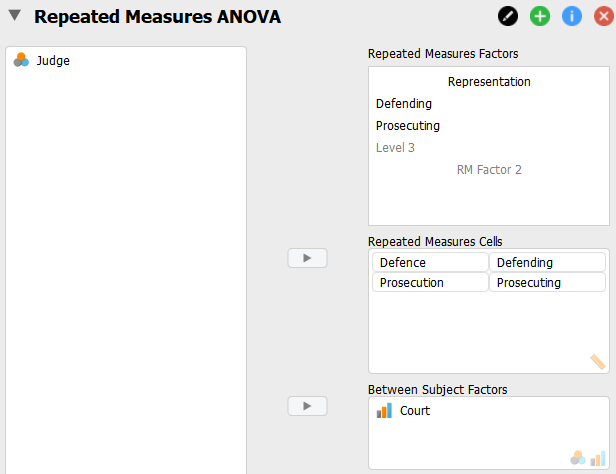 Repeated Measures ANOVA
Judge
Repeated Measures Factors
Representation
Defending
Prosecuting
Level 3
RM Factor 2
Repeated Measures Cells
Defence Defending
Prosecution Prosecuting
Between Subject Factors
Court